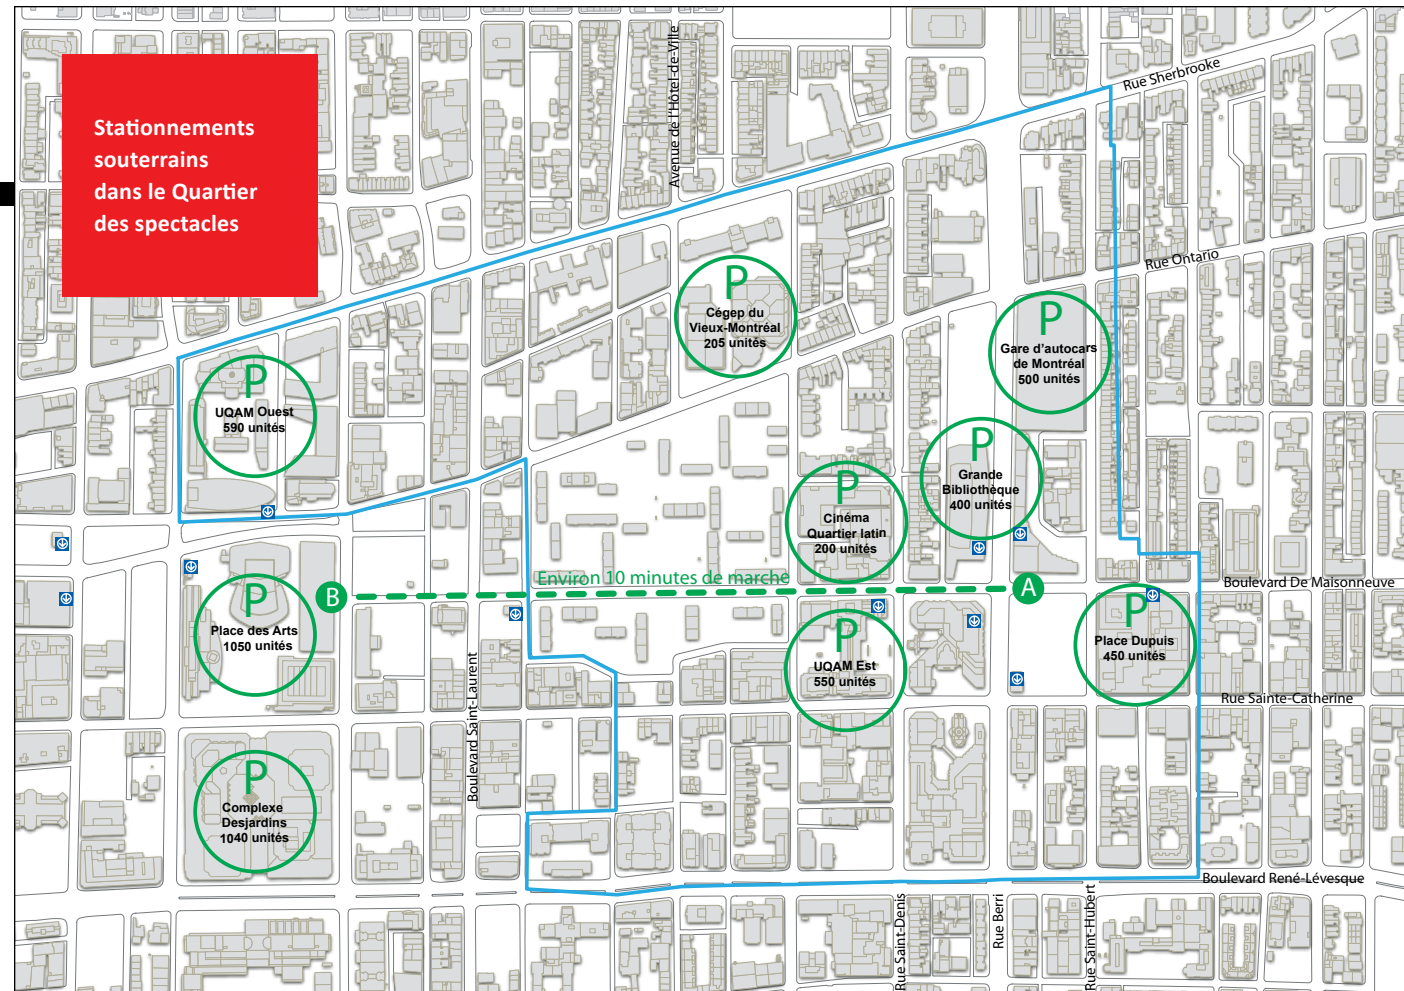 Stationnements
souterrains
dans le Quartier
des spectacles
Avenue de l'Hôtel-de-Ville
Rue Sherbrooke
Rue Ontario
P
Cégep du
Vieux-Montréal
205 unités
P
Gare d'autocars
de Montréal
500 unités
P
UQAM Ouest
590 unités
P
Grande
Bibliothèque
400 unités
P
Cinéma
Quartier latin
200 unités
Environ 10 minutes de marche
B
A
Boulevard De Maisonneuve
P
Place des Arts
1050 unités
P
UQAM Est
550 unités
P
Place Dupuis
450 unités
Boulevard Saint-Laurent
Rue Sainte-Catherine
P
Complexe
Desjardins
1040 unités
Boulevard René-Lévesque
Rue Saint-Denis
Rue Berri
Rue Saint-Hubert